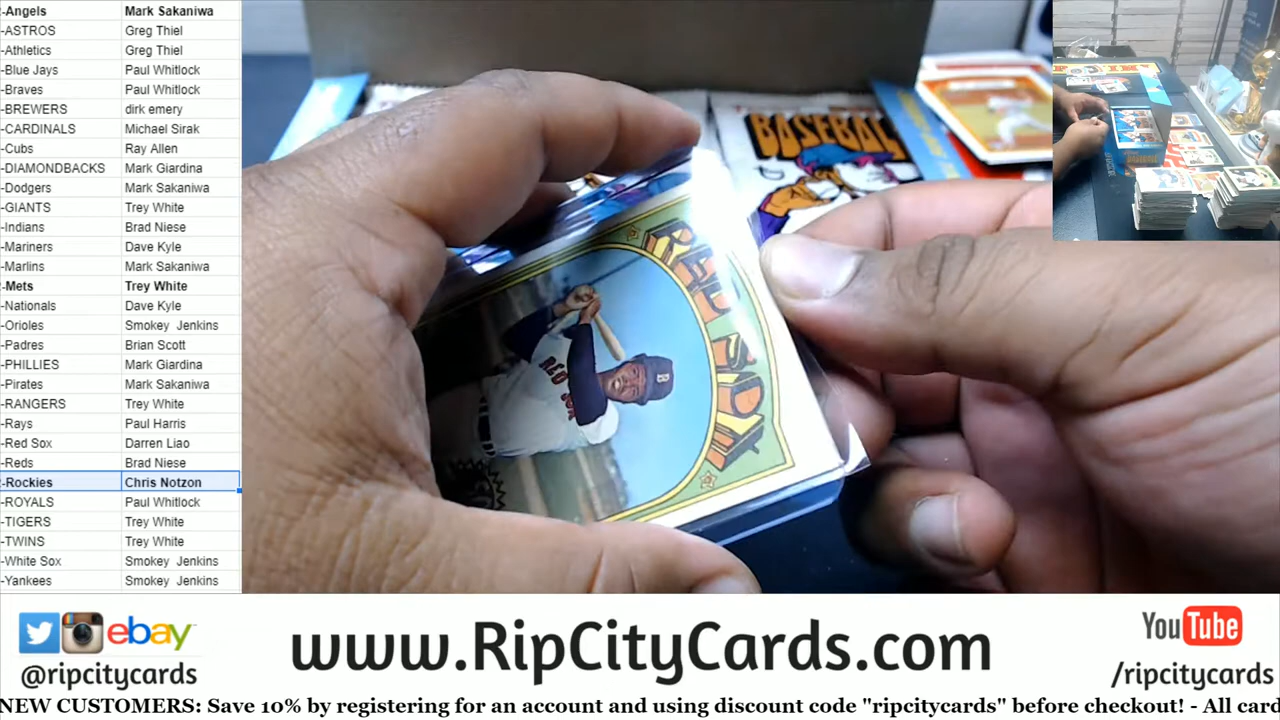 -Angels Mark Sakaniwa
-ASTROS Greg Thiel
-Athletics Greg Thiel
-Blue Jays Paul Whitlock
-Braves Paul Whitlock
-BREWERS dirk emery
-CARDINALS Michael Sirak
-Cubs Ray Allen
-DIAMONDBACKS Mark Giardina
-Dodgers Mark Sakaniwa
-GIANTS Trey White
-Indians Brad Niese
-Mariners Dave Kyle
-Marlins Mark Sakaniwa
-Mets Trey White
-Nationals Dave Kyle
-Orioles Smokey Jenkins
-Padres Brian Scott
-PHILLIES Mark Giardina
-Pirates Mark Sakaniwa
-RANGERS Trey White
-Rays Paul Harris
-Red Sox Darren Liao
-Reds Brad Niese
-Rockies Chris Notzon
-ROYALS Paul Whitlock
-TIGERS Trey White
-TWINS Trey White
-White Sox Smokey Jenkins
-Yankees Smokey Jenkins
BASEBAL
RED SOX
RED SOX
B
ebay
@ripcitycards
www.RipCityCards.com
YouTube
/ripcitycards
NEW CUSTOMERS: Save 10% by registering for an account and using discount code "ripcitycards" before checkout! - All card